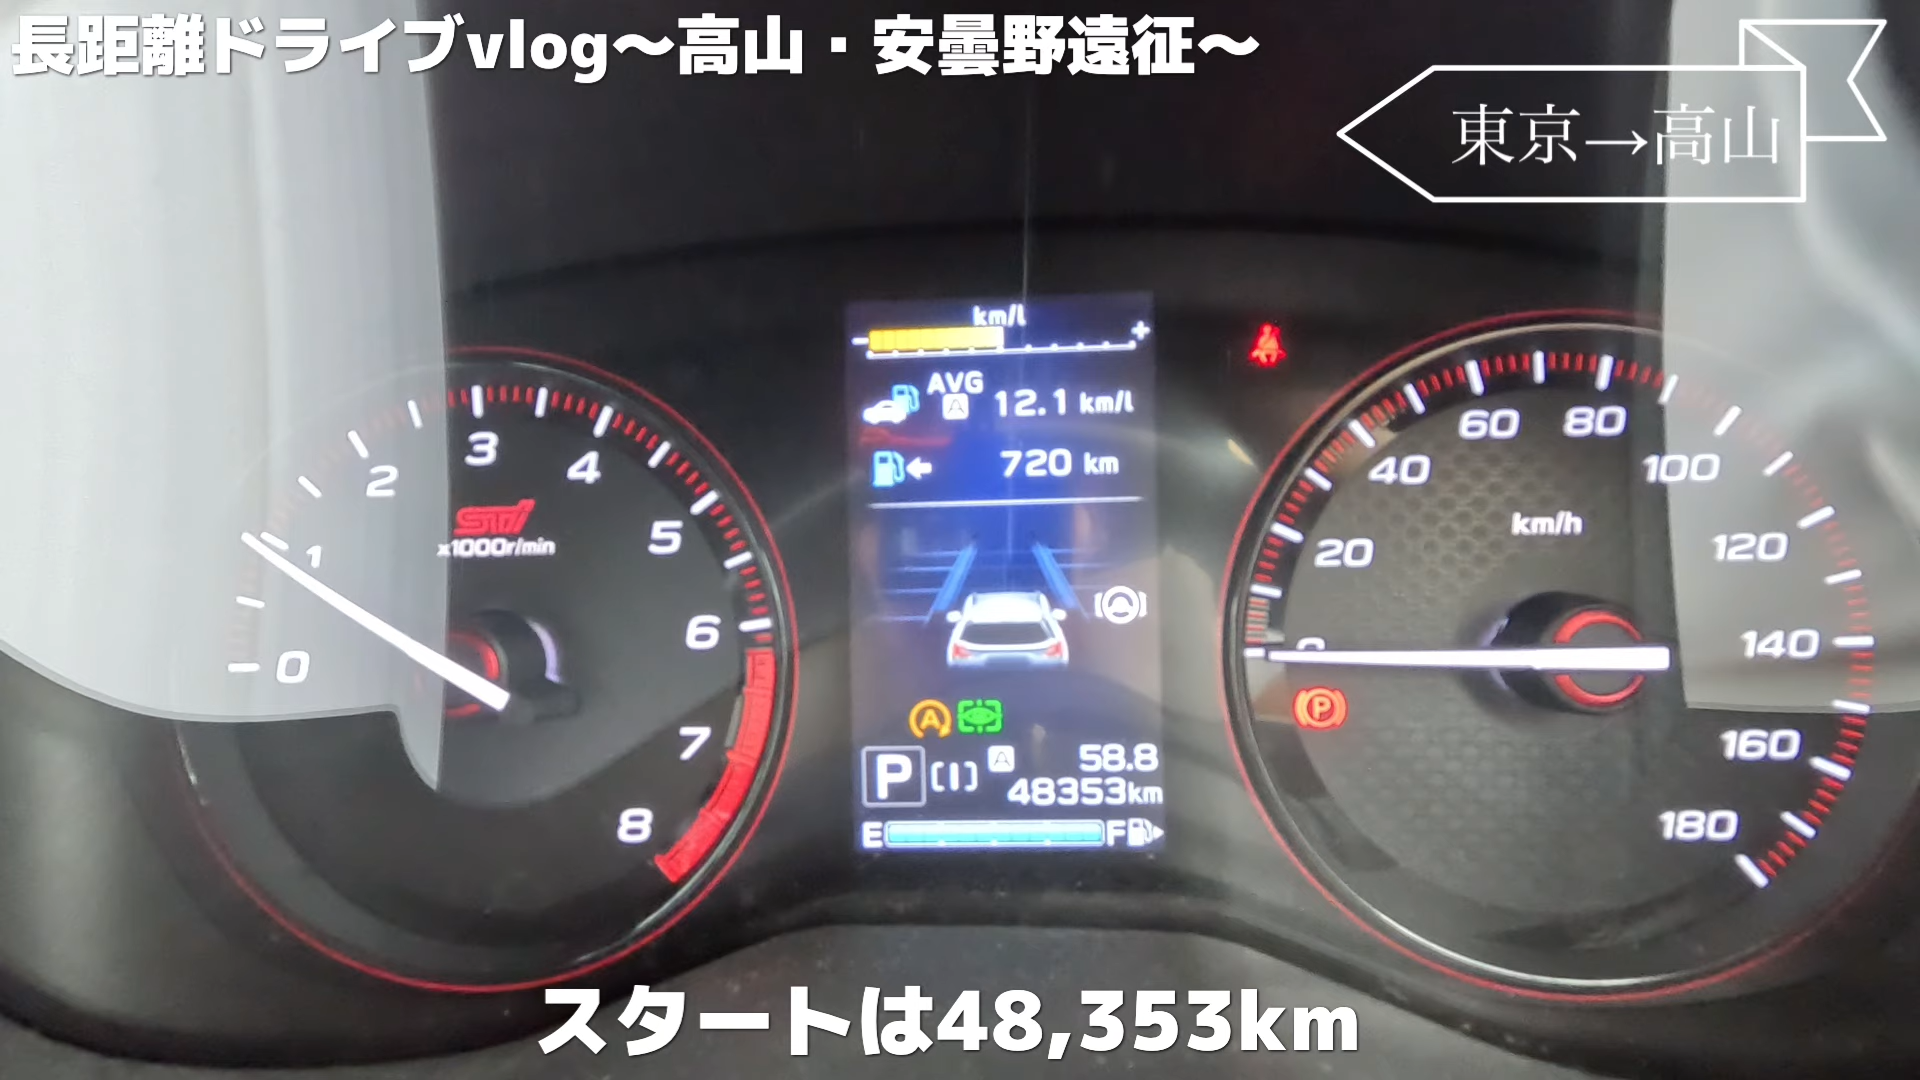 長距離ドライブvlog～高山・安曇野遠征～
東京→高山
km/l
- +
AVG
A 12.1 km/l
720 km
0
1
2
3
4
5
6
7
8
STI
x1000r/min
A
P [I] A 58.8
48353km
E F
0
20
40
60
80
100
120
140
160
180
km/h
P
スタートは48,353km